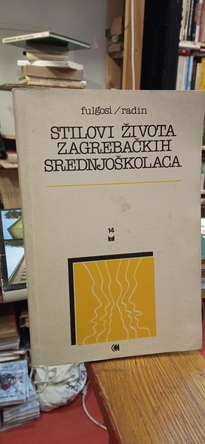 fulgosi/radin
STILOVI ŽIVOTA
ZAGREBAČKIH
SREDNJOŠKOLACA
14